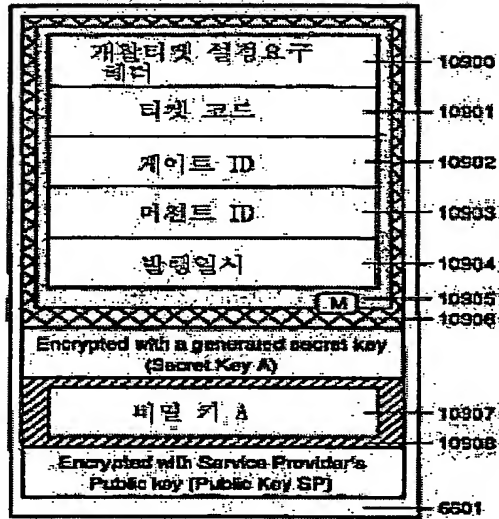 개찰티켓 설정요구
헤더
10900
티켓 코드
10901
게이트 ID
10902
머천트 ID
10903
발행일시
10904
M
10905
10906
Encrypted with a generated secret key
(Secret Key A)
비밀 키 A
10907
10908
Encrypted with Service Provider's
Public key (Public Key SP)
6601